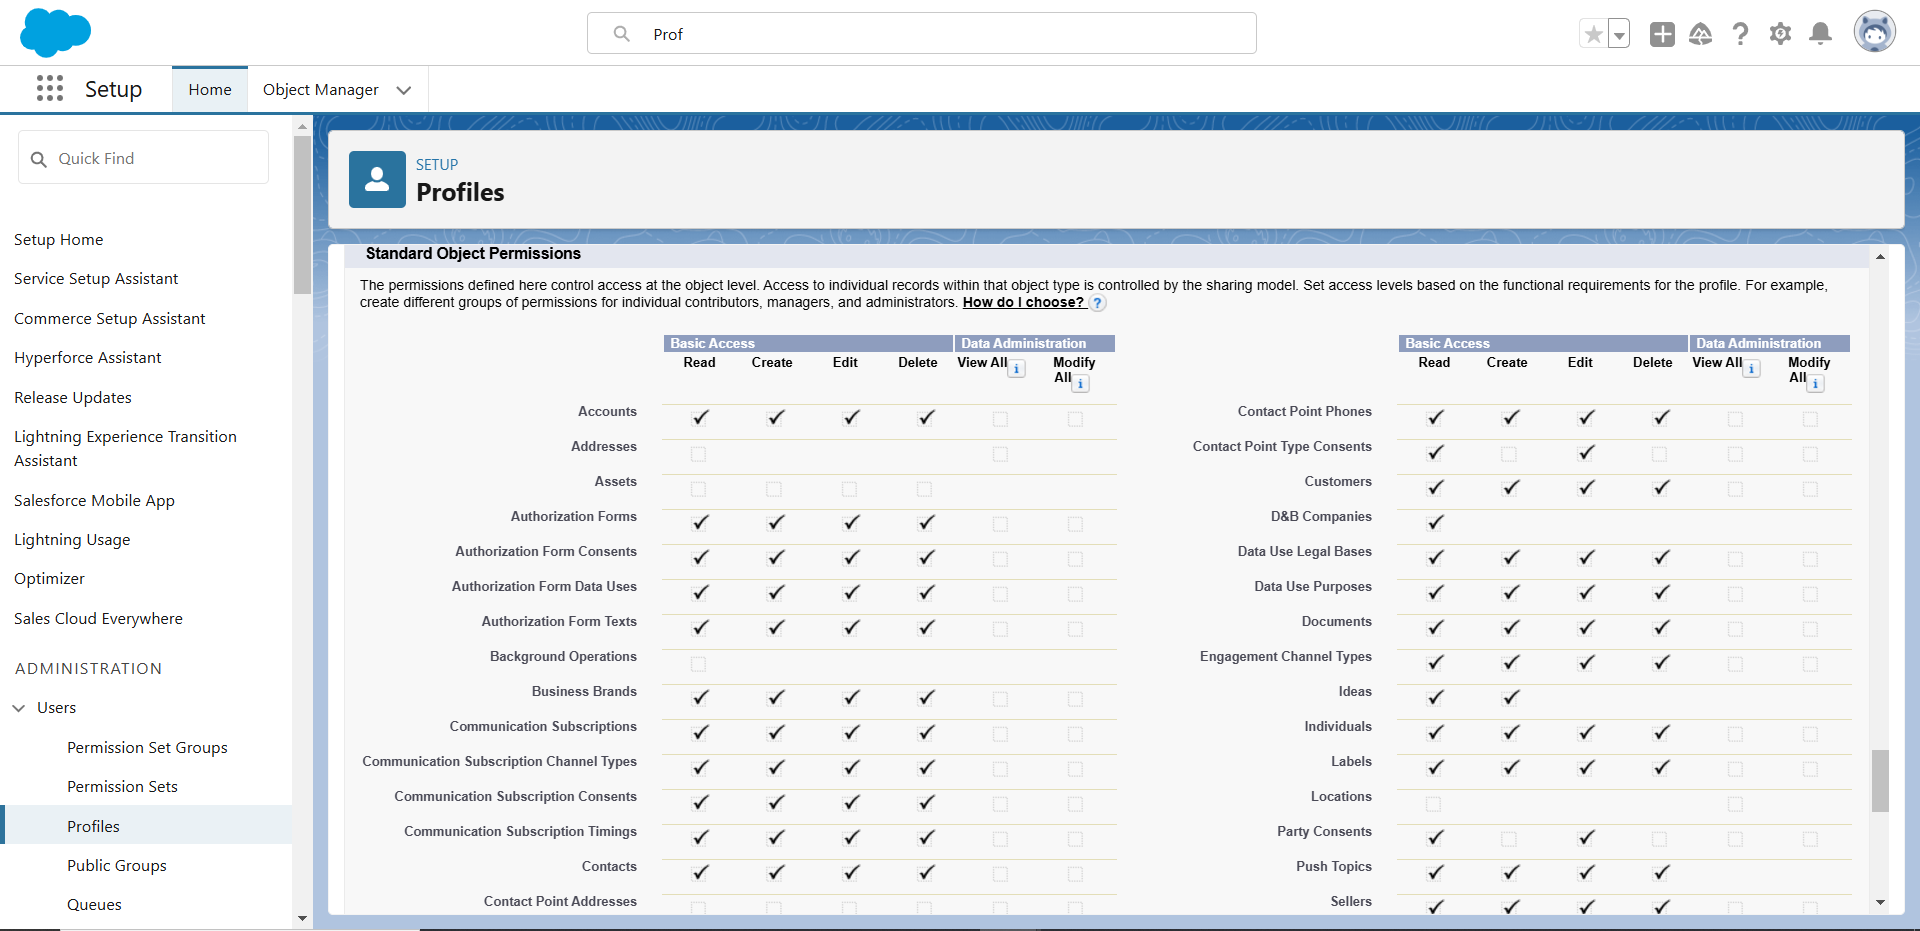 Prof
Setup
Home
Object Manager
Quick Find
Setup Home
Service Setup Assistant
Commerce Setup Assistant
Hyperforce Assistant
Release Updates
Lightning Experience Transition
Assistant
Salesforce Mobile App
Lightning Usage
Optimizer
Sales Cloud Everywhere
ADMINISTRATION
Users
Permission Set Groups
Permission Sets
Profiles
Public Groups
Queues
SETUP
Profiles
Standard Object Permissions
The permissions defined here control access at the object level. Access to individual records within that object type is controlled by the sharing model. Set access levels based on the functional requirements for the profile. For example,
create different groups of permissions for individual contributors, managers, and administrators. How do I choose? ?
Basic Access Data Administration
Read Create Edit Delete View All i Modify
All i
Accounts
Addresses
Assets
Authorization Forms
Authorization Form Consents
Authorization Form Data Uses
Authorization Form Texts
Background Operations
Business Brands
Communication Subscriptions
Communication Subscription Channel Types
Communication Subscription Consents
Communication Subscription Timings
Contacts
Contact Point Addresses
Basic Access Data Administration
Read Create Edit Delete View All i Modify
All i
Contact Point Phones
Contact Point Type Consents
Customers
D&B Companies
Data Use Legal Bases
Data Use Purposes
Documents
Engagement Channel Types
Ideas
Individuals
Labels
Locations
Party Consents
Push Topics
Sellers